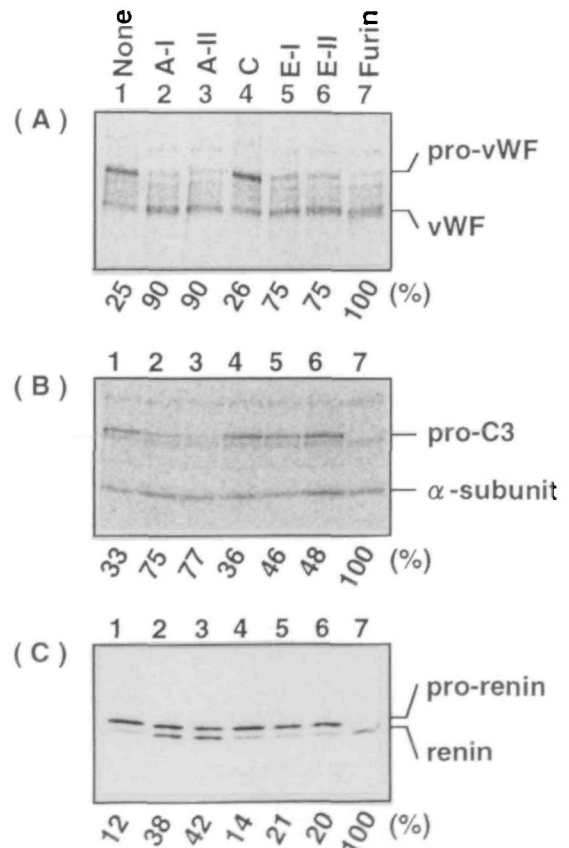 None A-I A-II C E-I E-II Furin
1 2 3 4 5 6 7
(A)
pro-vWF
vWF
25 90 90 26 75 75 100 (%)
1 2 3 4 5 6 7
(B)
pro-C3
α-subunit
33 75 77 36 46 48 100 (%)
1 2 3 4 5 6 7
(C)
pro-renin
renin
12 38 42 14 21 20 100 (%)